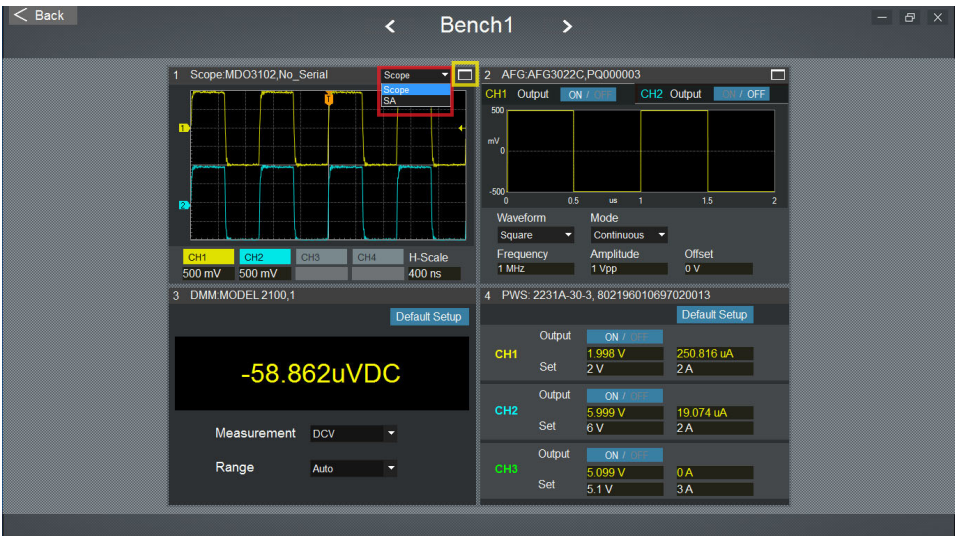 < Back
< Bench1 >
1 Scope:MDO3102,No_Serial
Scope
Scope
SA
T
1
2
CH1 CH2 CH3 CH4 H-Scale
500 mV 500 mV 400 ns
2 AFG:AFG3022C,PQ000003
CH1 Output ON / OFF CH2 Output ON / OFF
500
mV
0
-500
0 0.5 us 1 1.5 2
Waveform Mode
Square Continuous
Frequency Amplitude Offset
1 MHz 1 Vpp 0 V
3 DMM:MODEL 2100,1
Default Setup
-58.862uVDC
Measurement DCV
Range Auto
4 PWS: 2231A-30-3, 802196010697020013
Default Setup
Output ON / OFF
CH1 1.998 V 250.816 uA
Set 2 V 2 A
Output ON / OFF
CH2 5.999 V 19.074 uA
Set 6 V 2 A
Output ON / OFF
CH3 5.099 V 0 A
Set 5.1 V 3 A